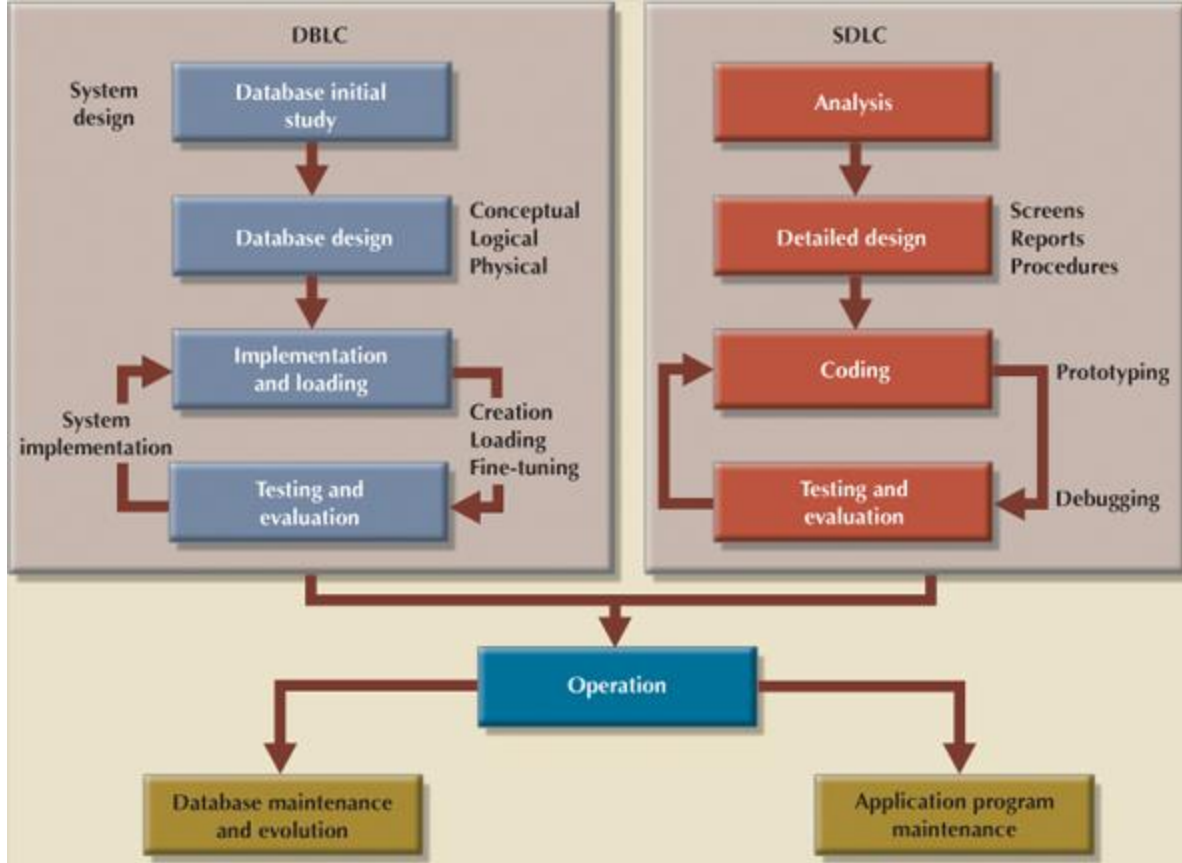 DBLC
System
design
Database initial
study
Database design
Conceptual
Logical
Physical
Implementation
and loading
System
implementation
Creation
Loading
Fine-tuning
Testing and
evaluation
SDLC
Analysis
Detailed design
Screens
Reports
Procedures
Coding
Prototyping
Testing and
evaluation
Debugging
Operation
Database maintenance
and evolution
Application program
maintenance